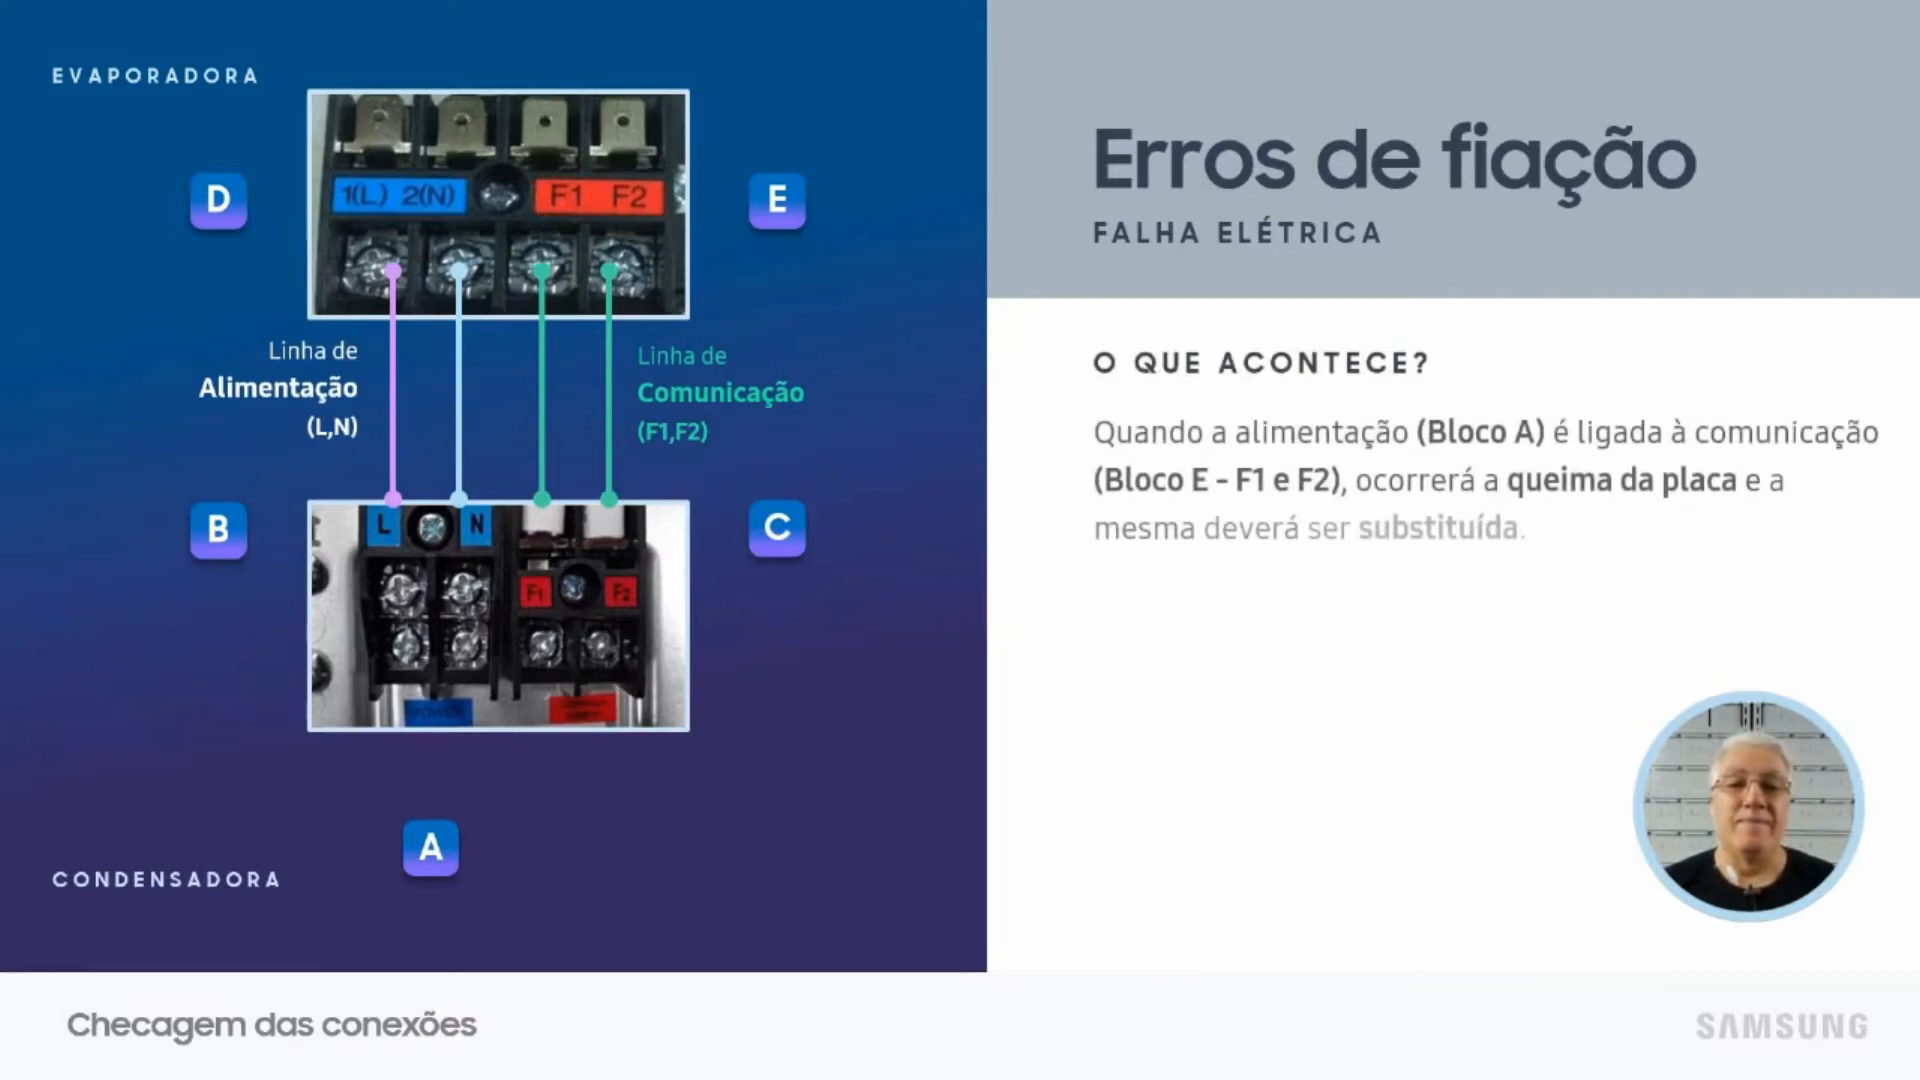 EVAPORADORA
D
1(L) 2(N)
F1 F2
E
Linha de
Alimentação
(L,N)
Linha de
Comunicação
(F1,F2)
B
L
N
F1
F2
C
A
CONDENSADORA
Erros de fiação
FALHA ELÉTRICA
O QUE ACONTECE?
Quando a alimentação (Bloco A) é ligada à comunicação
(Bloco E - F1 e F2), ocorrerá a queima da placa e a
mesma deverá ser substituída.
Checagem das conexões
SAMSUNG